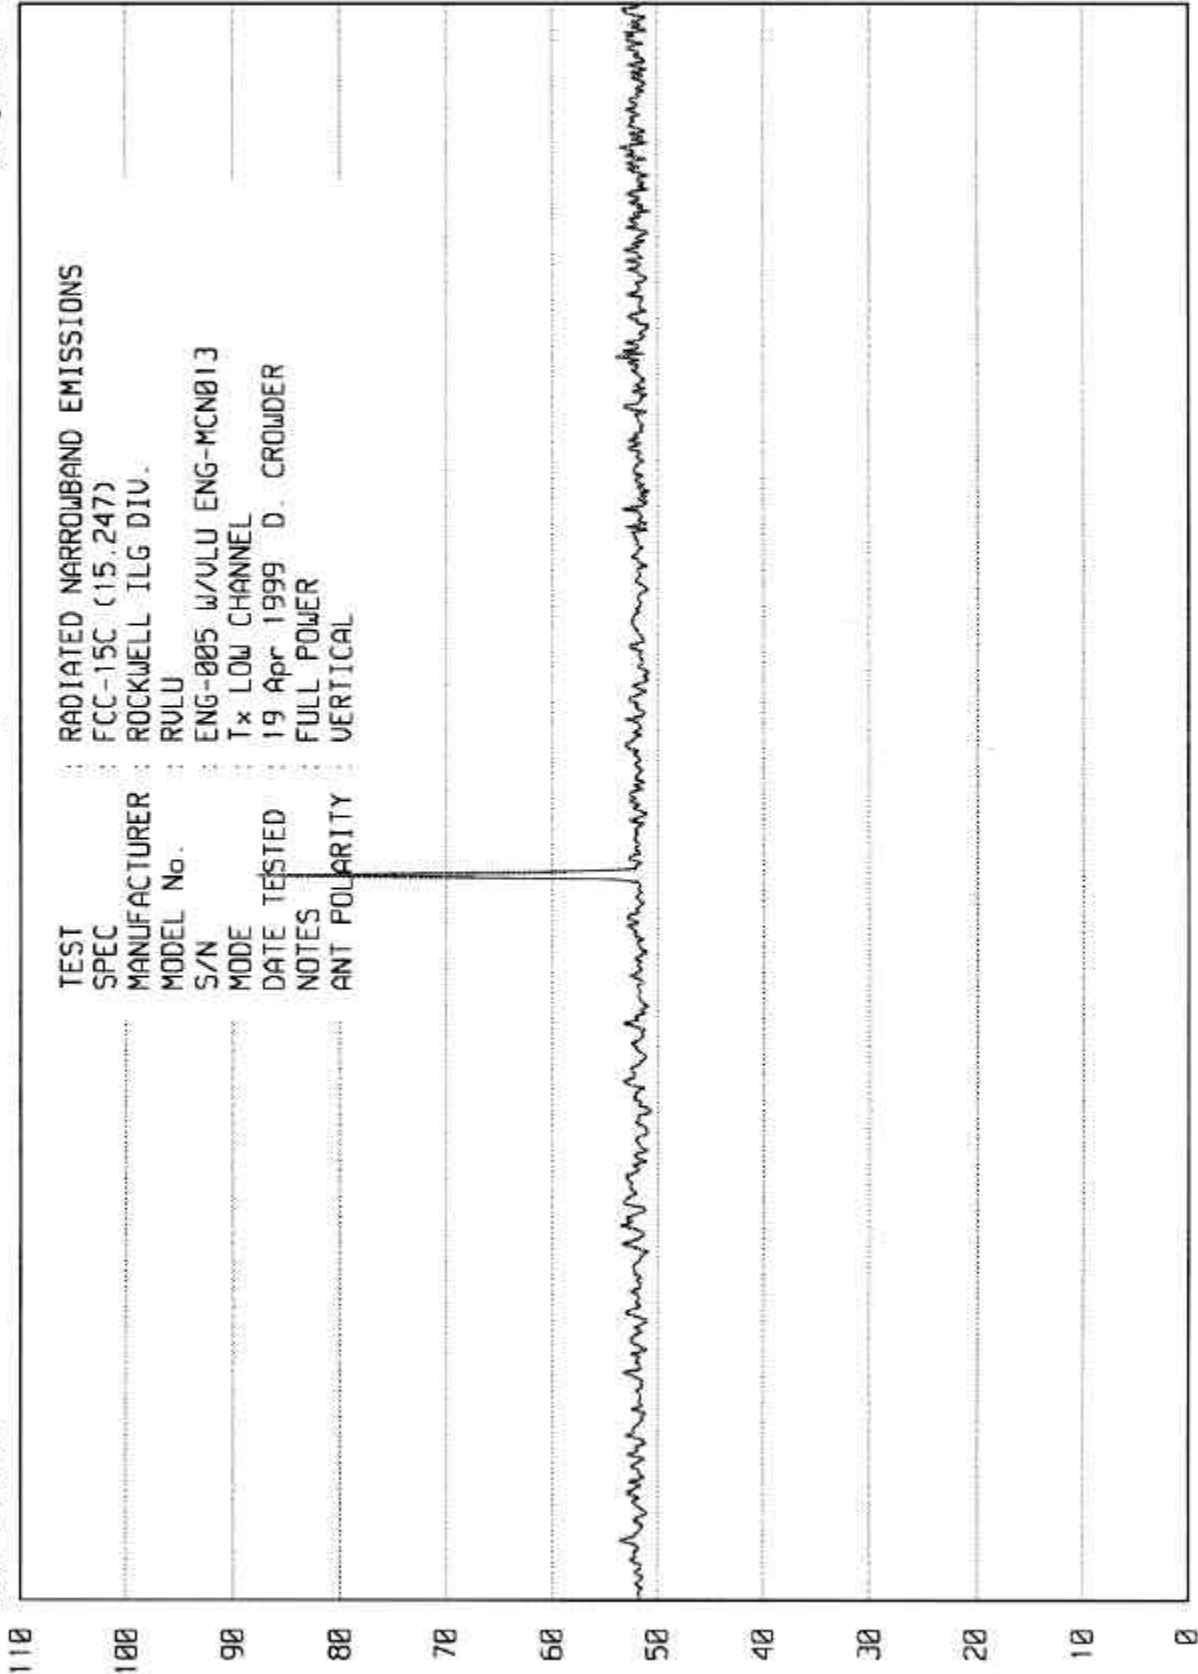 TEST : RADIATED NARROWBAND EMISSIONS
SPEC : FCC-15C (15.247)
MANUFACTURER : ROCKWELL ILG DIV.
MODEL No. : RVLU
S/N : ENG-005 W/VLU ENG-MCN013
MODE : Tx LOW CHANNEL
DATE TESTED : 19 Apr 1999 D. CROWDER
NOTES : FULL POWER
ANT POLARITY : VERTICAL
110
100
90
80
70
60
50
40
30
20
10
0